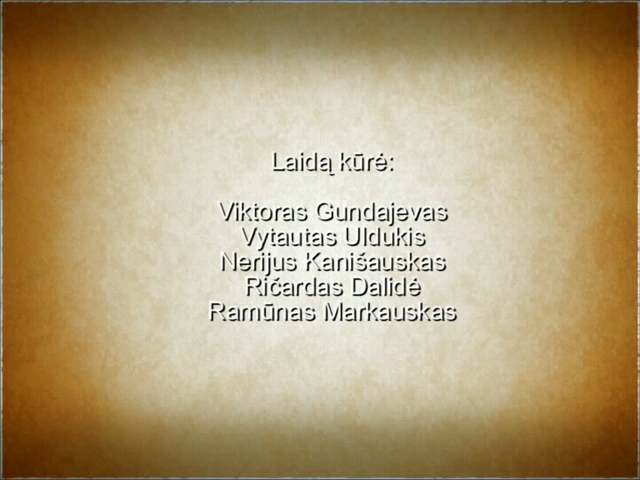 Laidą kūrė:
Viktoras Gundajevas
Vytautas Uldukis
Nerijus Kanišauskas
Ričardas Dalidė
Ramūnas Markauskas